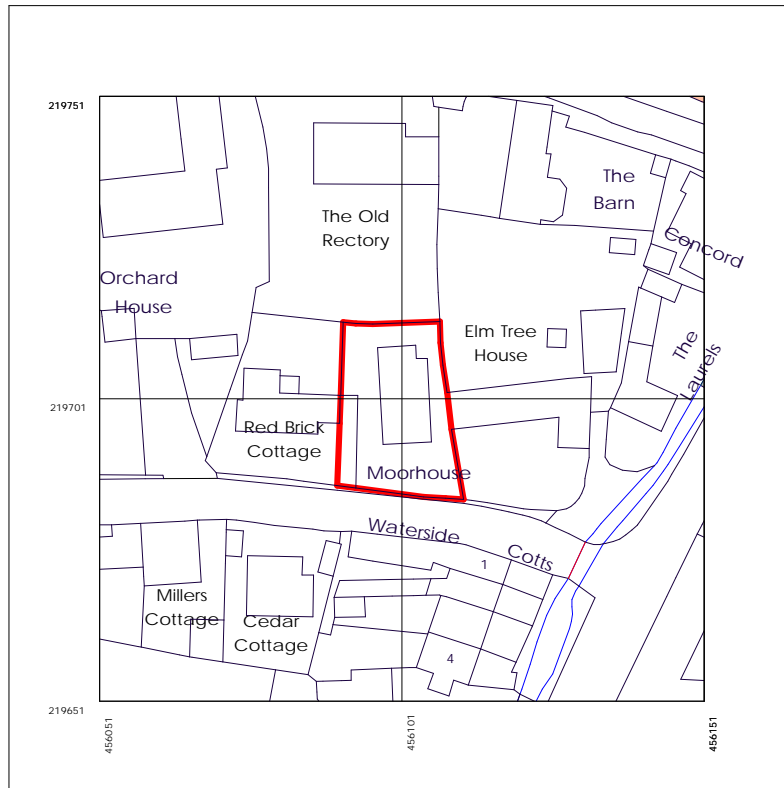 219751
The
Barn
The Old
Rectory
Concord
Orchard
House
Elm Tree
House
The
Laurels
219701
Red Brick
Cottage
Moorhouse
Waterside
Cotts
1
Millers
Cottage
Cedar
Cottage
4
219651
456051
456101
456151